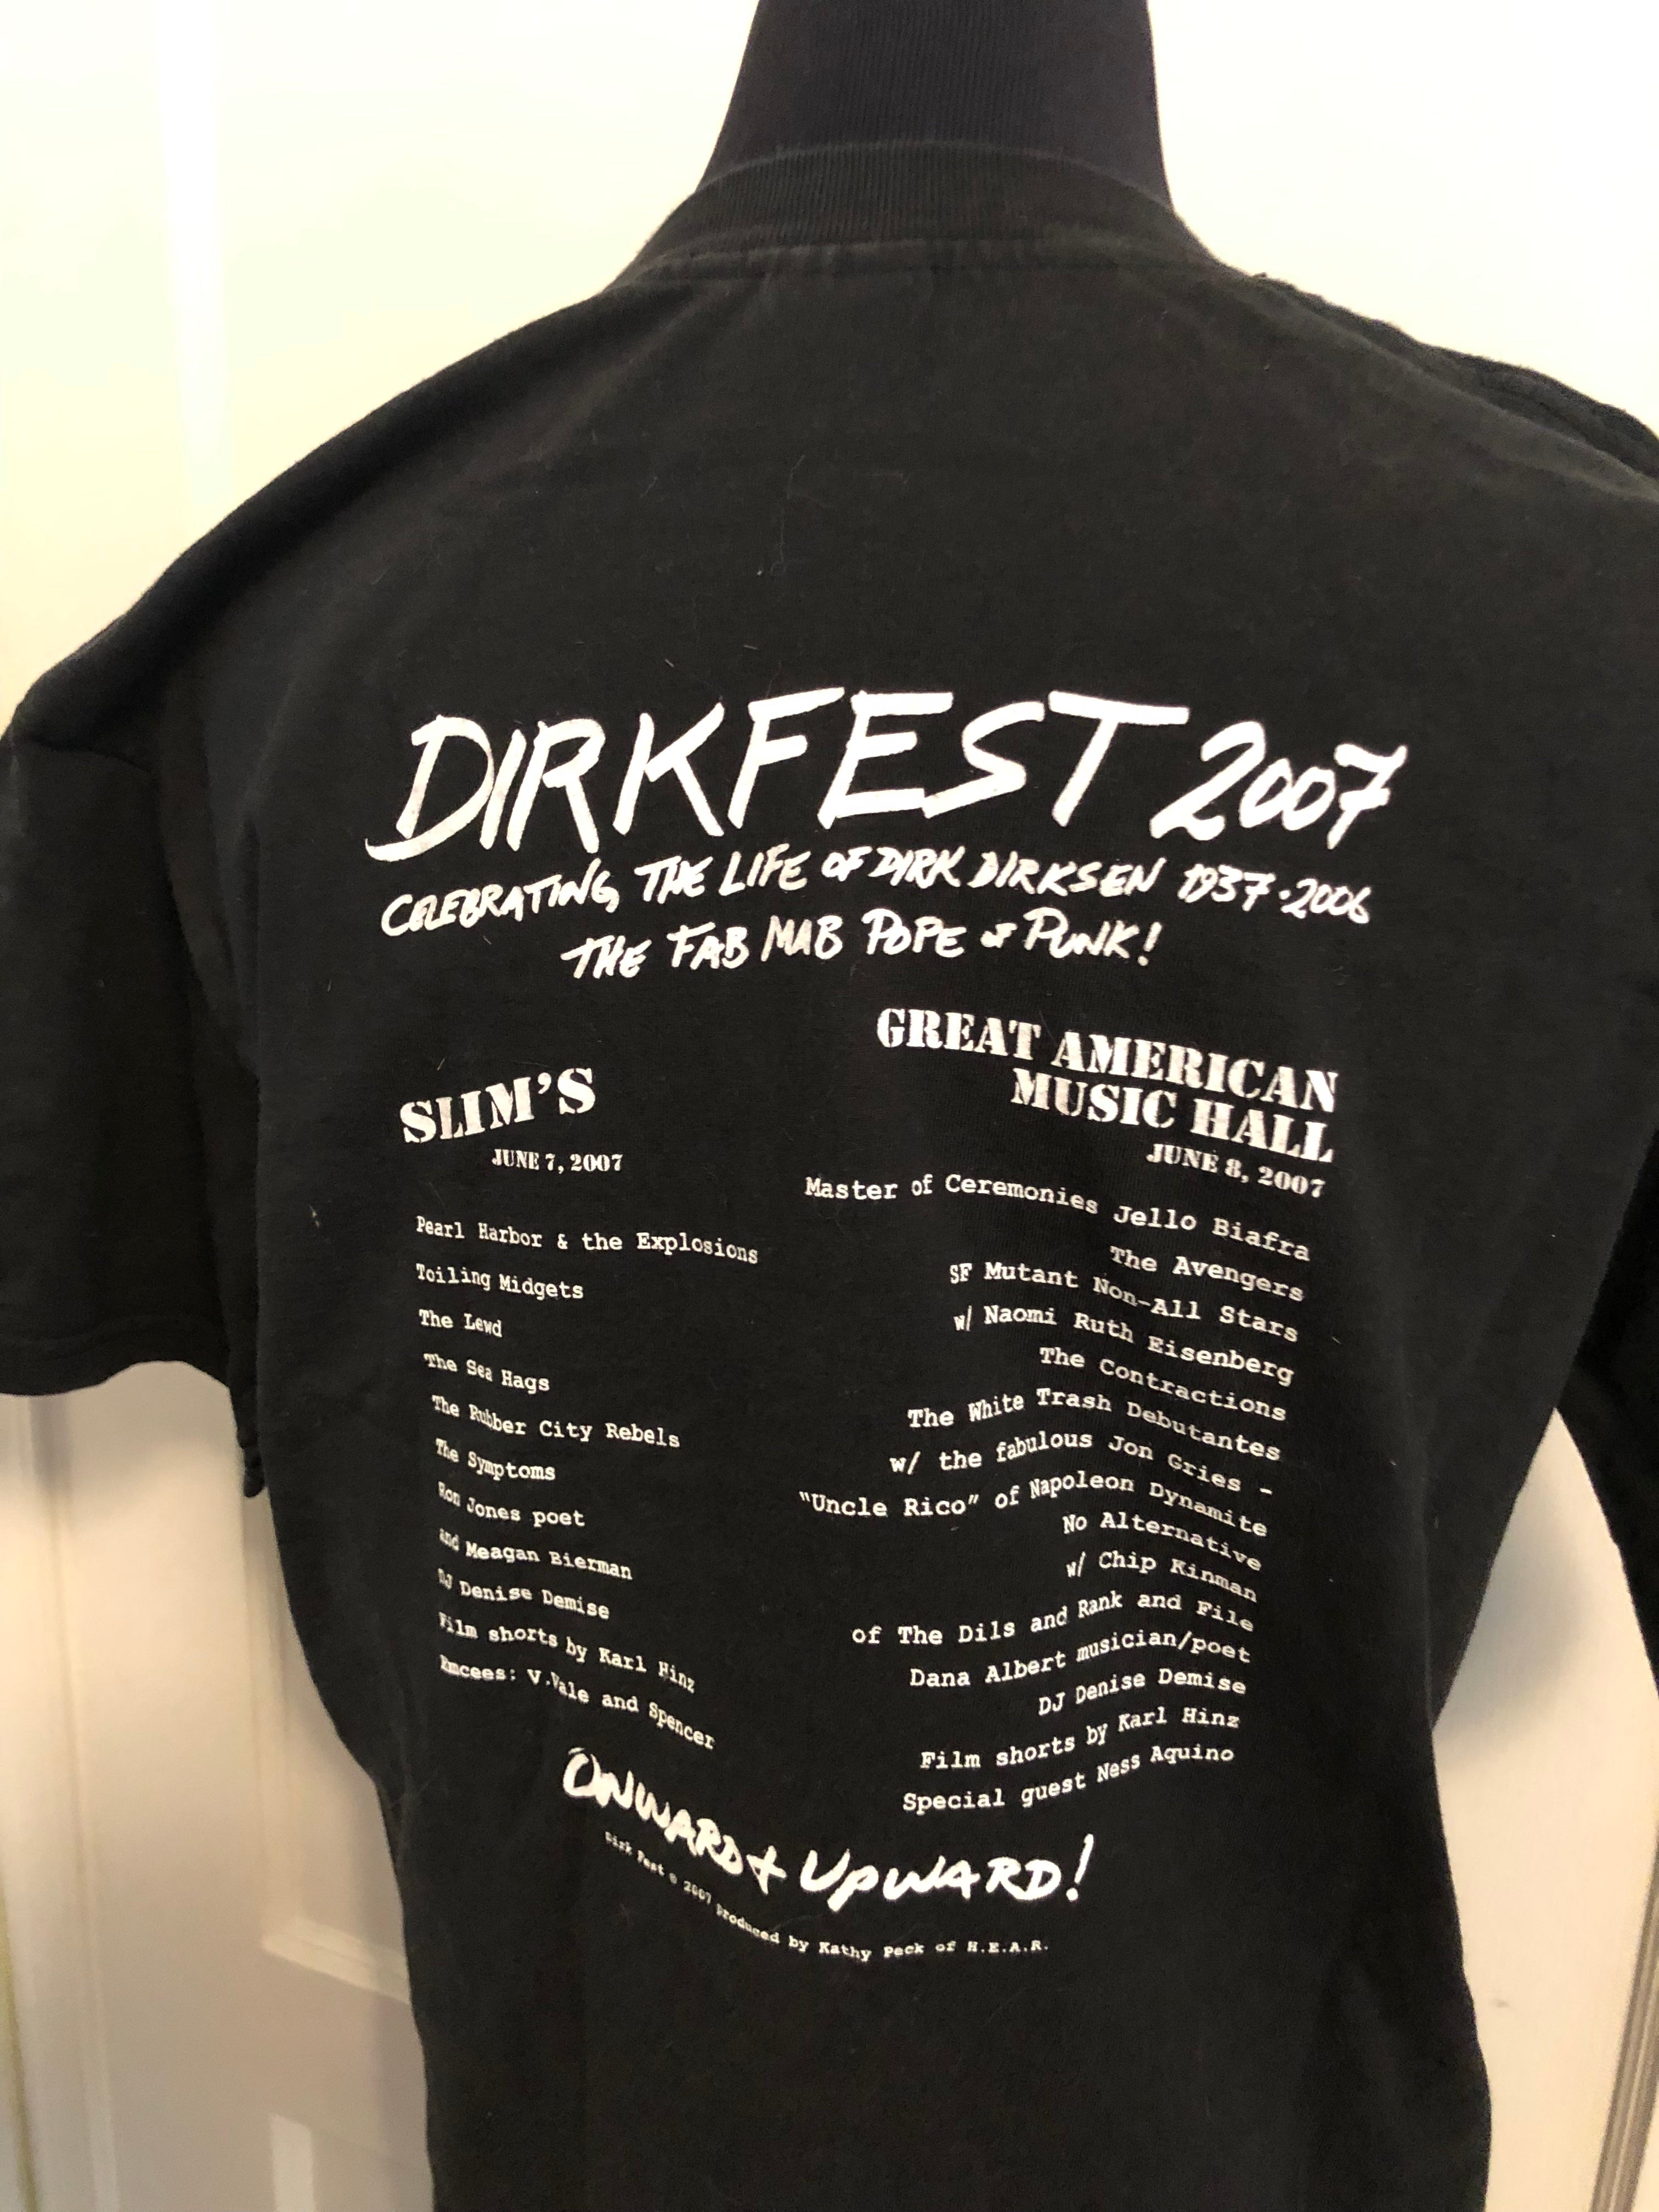 DIRKFEST 2007
CELEBRATING THE LIFE OF DIRK DIRKSEN 1937·2006
THE FAB MAB POPE of PUNK!
SLIM'S
JUNE 7, 2007
Pearl Harbor & the Explosions
Toiling Midgets
The Lewd
The Sea Hags
The Rubber City Rebels
The Symptoms
Ron Jones poet
and Meagan Bierman
DJ Denise Demise
Film shorts by Karl Hinz
Emcees: V.Vale and Spencer
GREAT AMERICAN
MUSIC HALL
JUNE 8, 2007
Master of Ceremonies Jello Biafra
The Avengers
SF Mutant Non-All Stars
w/ Naomi Ruth Eisenberg
The Contractions
The White Trash Debutantes
w/ the fabulous Jon Gries -
"Uncle Rico" of Napoleon Dynamite
No Alternative
w/ Chip Kinman
of The Dils and Rank and File
Dana Albert musician/poet
DJ Denise Demise
Film shorts by Karl Hinz
Special guest Ness Aquino
ONWARD + UPWARD!
Dirk Fest © 2007 produced by Kathy Peck of H.E.A.R.